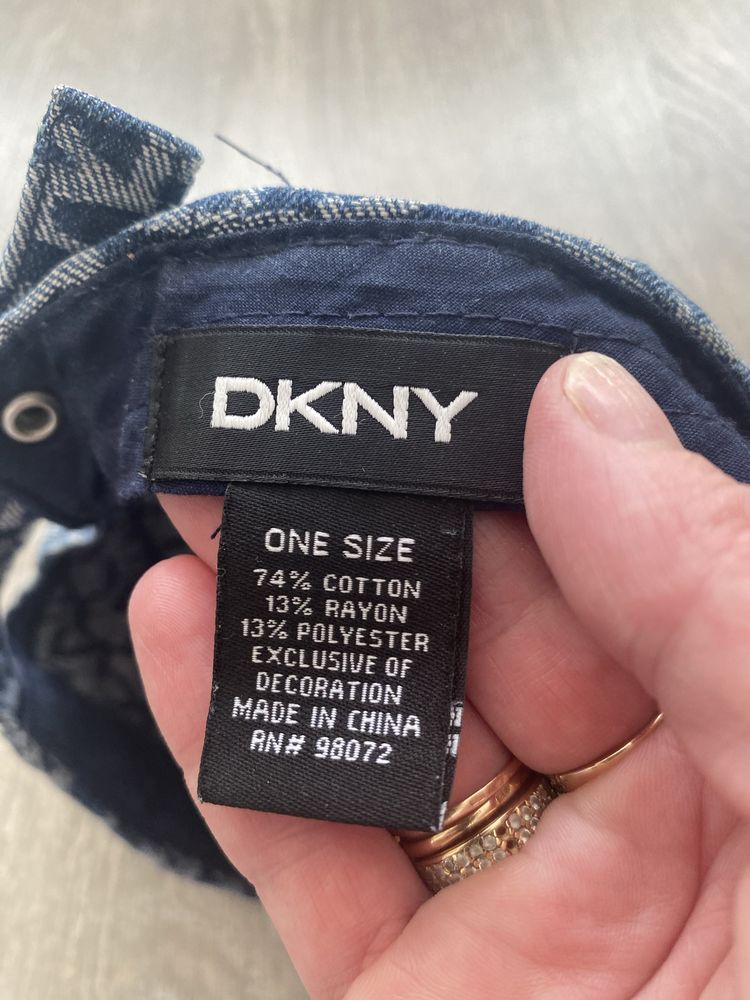 DKNY
ONE SIZE
74% COTTON
13% RAYON
13% POLYESTER
EXCLUSIVE OF
DECORATION
MADE IN CHINA
RN# 98072